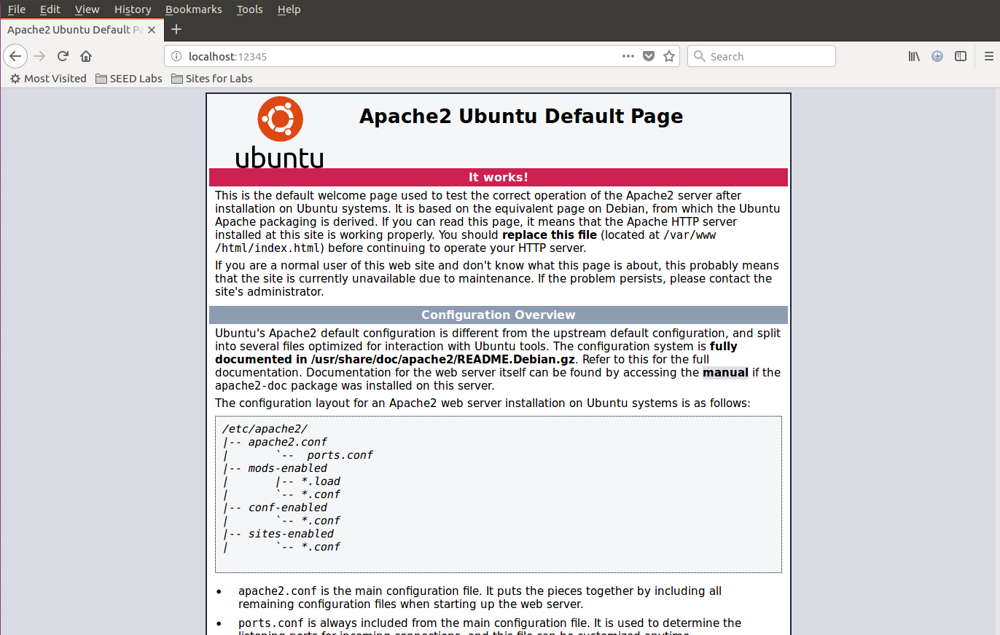 File Edit View History Bookmarks Tools Help
Apache2 Ubuntu Default Pa
localhost:12345
Search
Most Visited SEED Labs Sites for Labs
ubuntu
Apache2 Ubuntu Default Page
It works!
This is the default welcome page used to test the correct operation of the Apache2 server after
installation on Ubuntu systems. It is based on the equivalent page on Debian, from which the Ubuntu
Apache packaging is derived. If you can read this page, it means that the Apache HTTP server
installed at this site is working properly. You should replace this file (located at /var/www
/html/index.html) before continuing to operate your HTTP server.
If you are a normal user of this web site and don't know what this page is about, this probably means
that the site is currently unavailable due to maintenance. If the problem persists, please contact the
site's administrator.
Configuration Overview
Ubuntu's Apache2 default configuration is different from the upstream default configuration, and split
into several files optimized for interaction with Ubuntu tools. The configuration system is fully
documented in /usr/share/doc/apache2/README.Debian.gz. Refer to this for the full
documentation. Documentation for the web server itself can be found by accessing the manual if the
apache2-doc package was installed on this server.
The configuration layout for an Apache2 web server installation on Ubuntu systems is as follows:
/etc/apache2/
|-- apache2.conf
|       `--  ports.conf
|-- mods-enabled
|       |-- *.load
|       `-- *.conf
|-- conf-enabled
|       `-- *.conf
|-- sites-enabled
|       `-- *.conf
• apache2.conf is the main configuration file. It puts the pieces together by including all
remaining configuration files when starting up the web server.
• ports.conf is always included from the main configuration file. It is used to determine the
listening ports for incoming connections, and this file can be customized anytime.